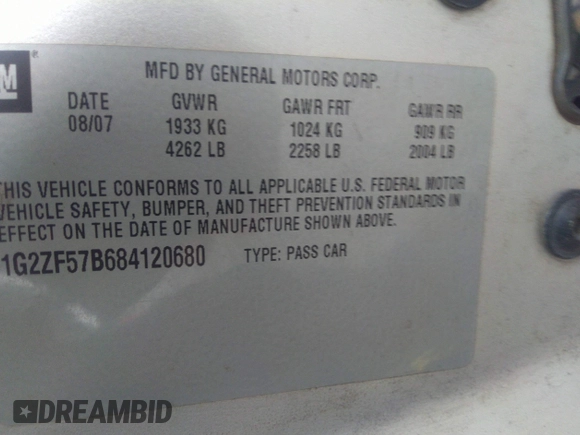 GM
MFD BY GENERAL MOTORS CORP.
DATE GVWR GAWR FRT GAWR RR
08/07 1933 KG 1024 KG 909 KG
4262 LB 2258 LB 2004 LB
THIS VEHICLE CONFORMS TO ALL APPLICABLE U.S. FEDERAL MOTOR
VEHICLE SAFETY, BUMPER, AND THEFT PREVENTION STANDARDS IN
EFFECT ON THE DATE OF MANUFACTURE SHOWN ABOVE.
1G2ZF57B684120680 TYPE: PASS CAR
DREAMBID